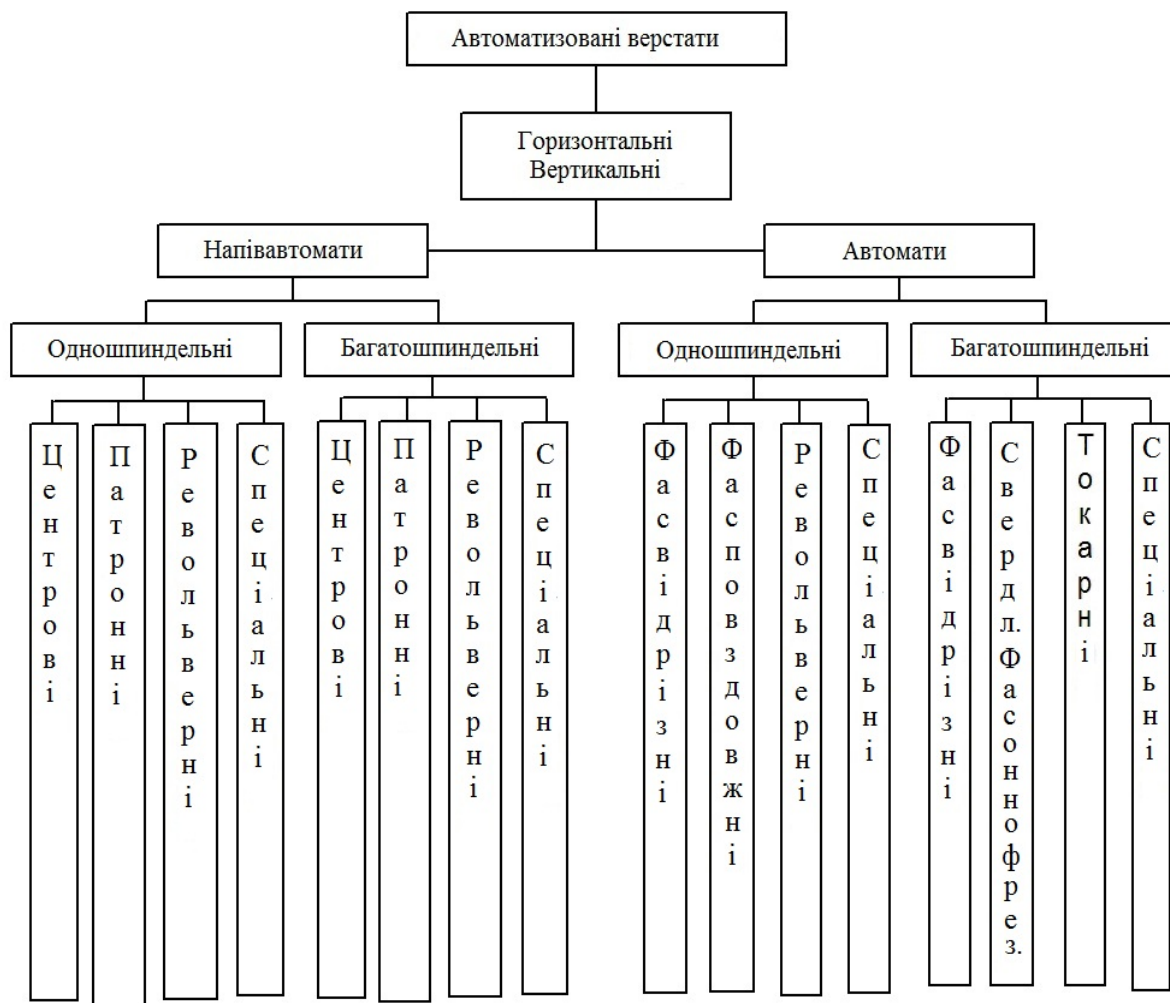 Автоматизовані верстати
Горизонтальні
Вертикальні
Напівавтомати
Автомати
Одношпиндельні
Багатошпиндельні
Одношпиндельні
Багатошпиндельні
Центрові
Патронні
Револьверні
Спеціальні
Центрові
Патронні
Револьверні
Спеціальні
Фасвідрізні
Фасповздовжні
Револьверні
Спеціальні
Фасвідрізні
Свердл.Фасоннофрез.
Токарні
Спеціальні